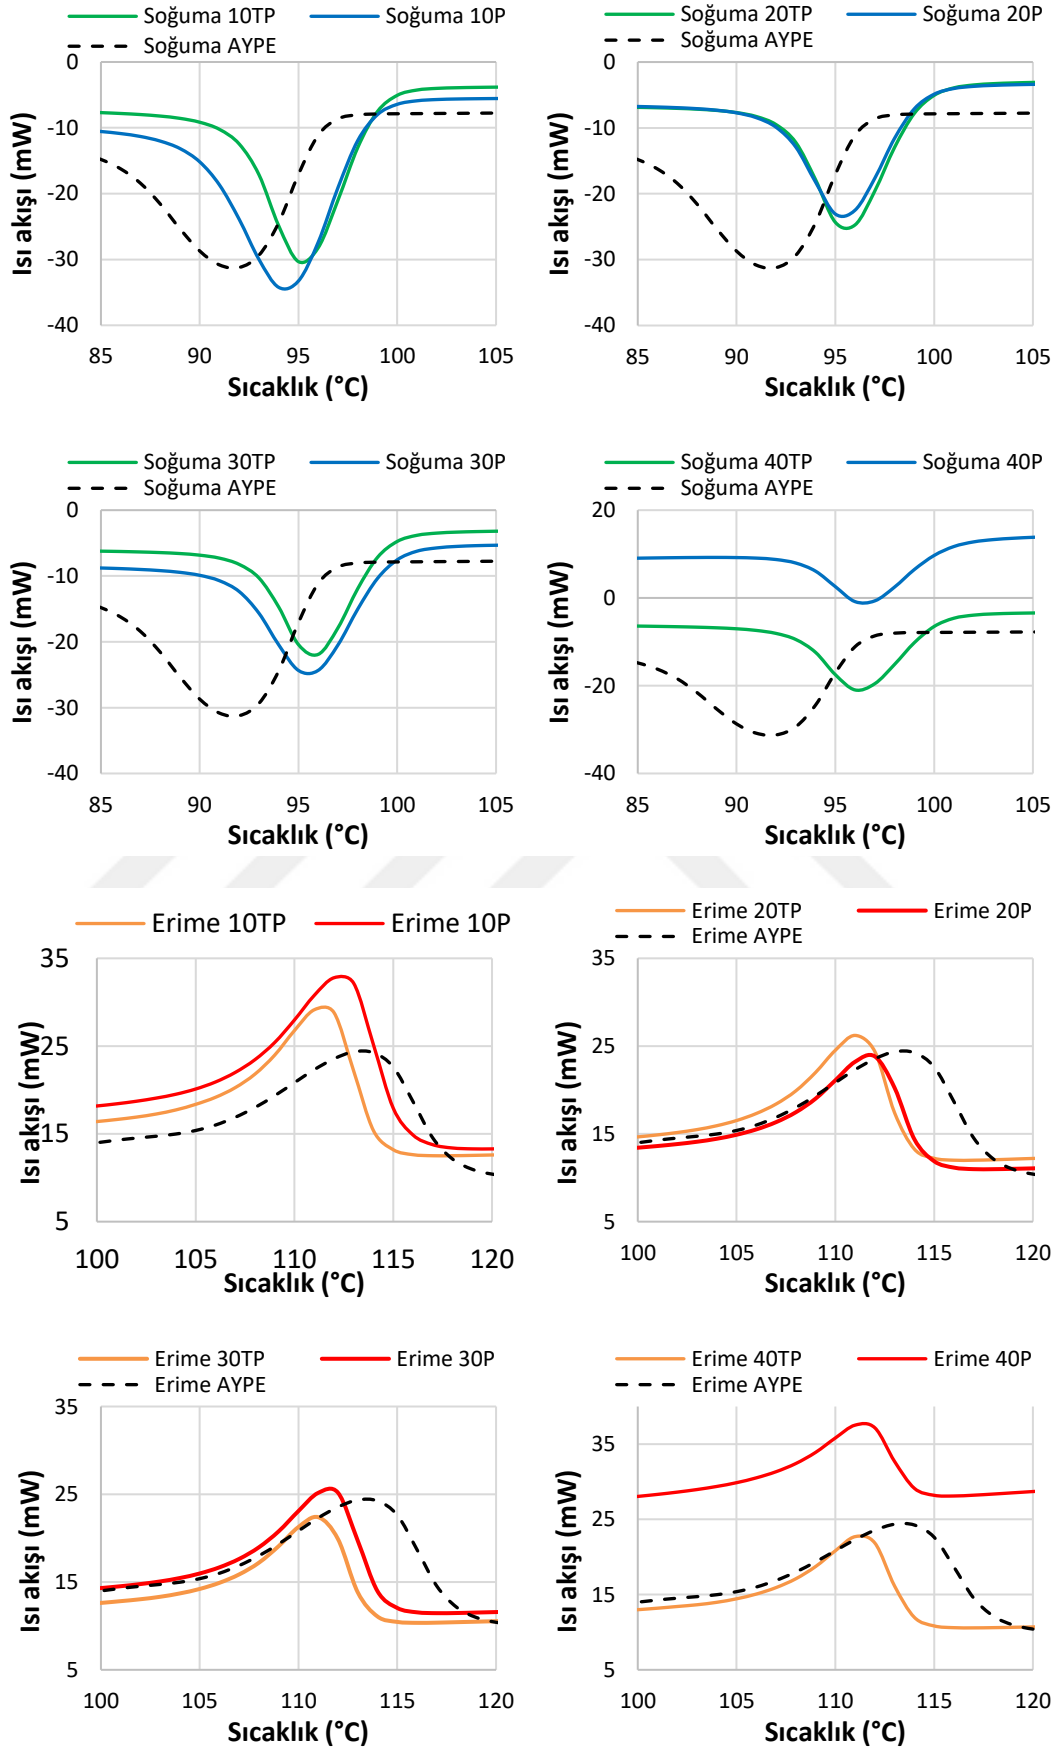 Soğuma 10TP
Soğuma 10P
Soğuma AYPE
0
-10
-20
-30
-40
85
90
95
100
105
Isı akışı (mW)
Sıcaklık (°C)
Soğuma 20TP
Soğuma 20P
Soğuma AYPE
0
-10
-20
-30
-40
85
90
95
100
105
Isı akışı (mW)
Sıcaklık (°C)
Soğuma 30TP
Soğuma 30P
Soğuma AYPE
0
-10
-20
-30
-40
85
90
95
100
105
Isı akışı (mW)
Sıcaklık (°C)
Soğuma 40TP
Soğuma 40P
Soğuma AYPE
20
0
-20
-40
85
90
95
100
105
Isı akışı (mW)
Sıcaklık (°C)
Erime 10TP
Erime 10P
35
25
15
5
100
105
110
115
120
Isı akışı (mW)
Sıcaklık (°C)
Erime 20TP
Erime 20P
Erime AYPE
35
25
15
5
100
105
110
115
120
Isı akışı (mW)
Sıcaklık (°C)
Erime 30TP
Erime 30P
Erime AYPE
35
25
15
5
100
105
110
115
120
Isı akışı (mW)
Sıcaklık (°C)
Erime 40TP
Erime 40P
Erime AYPE
35
25
15
5
100
105
110
115
120
Isı akışı (mW)
Sıcaklık (°C)